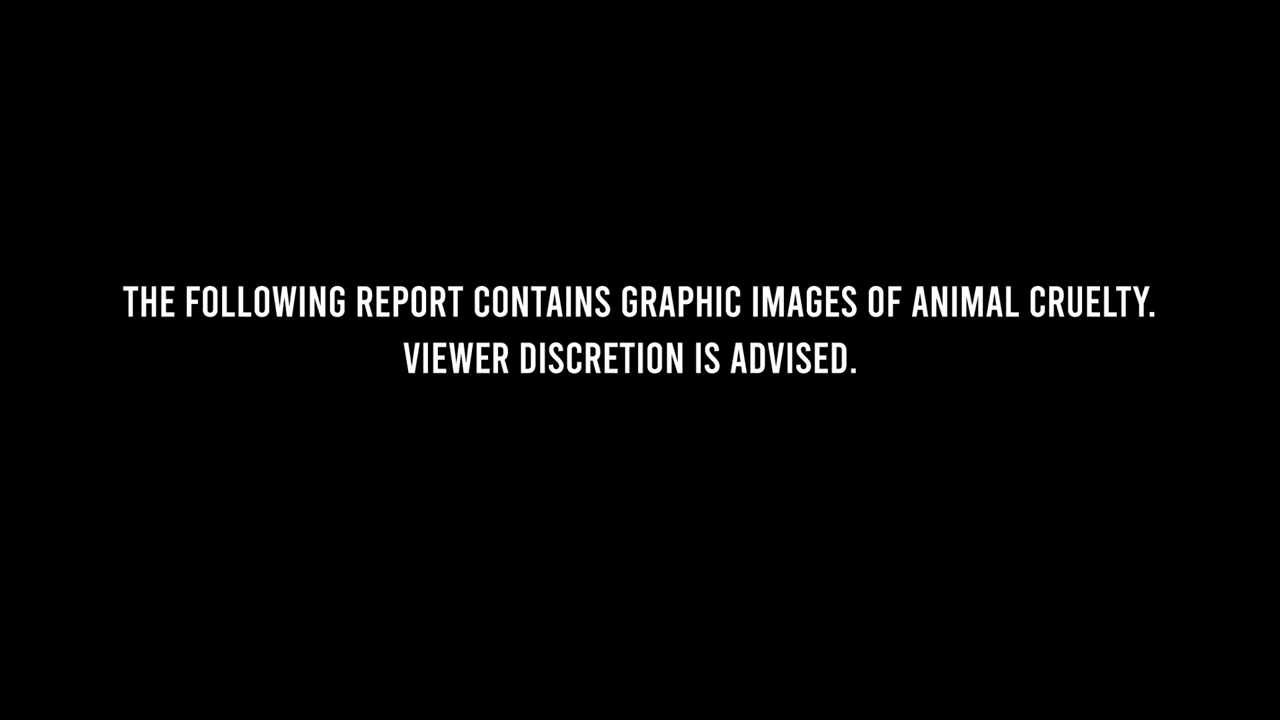 THE FOLLOWING REPORT CONTAINS GRAPHIC IMAGES OF ANIMAL CRUELTY.
VIEWER DISCRETION IS ADVISED.